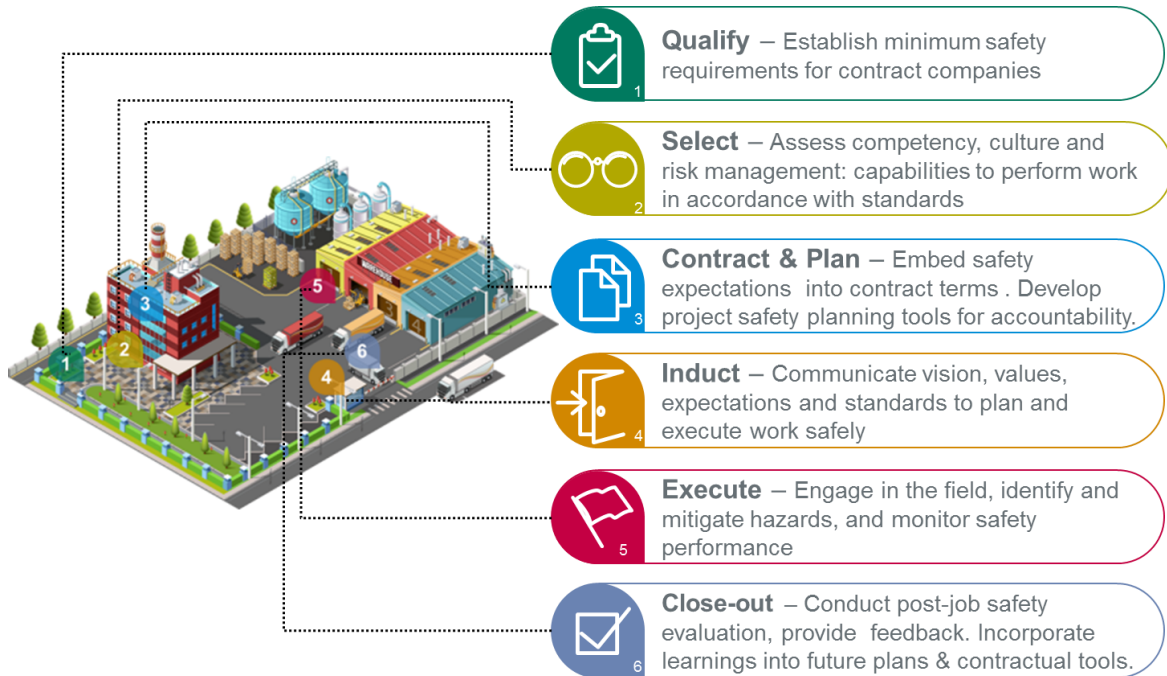 Qualify – Establish minimum safety
requirements for contract companies
1
Select – Assess competency, culture and
risk management: capabilities to perform work
in accordance with standards
2
Contract & Plan – Embed safety
expectations into contract terms . Develop
project safety planning tools for accountability.
3
Induct – Communicate vision, values,
expectations and standards to plan and
execute work safely
4
Execute – Engage in the field, identify and
mitigate hazards, and monitor safety
performance
5
Close-out – Conduct post-job safety
evaluation, provide feedback. Incorporate
learnings into future plans & contractual tools.
6
WAREHOUSE
5
3
4
1
2
6
4